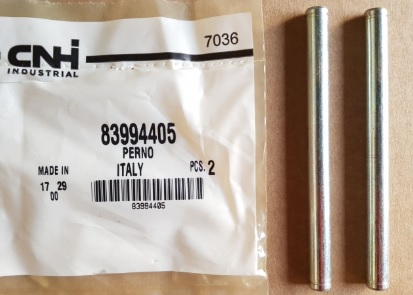 CNH
INDUSTRIAL
7036
83994405
PERNO
MADE IN ITALY PCS. 2
17 29
00
83994405